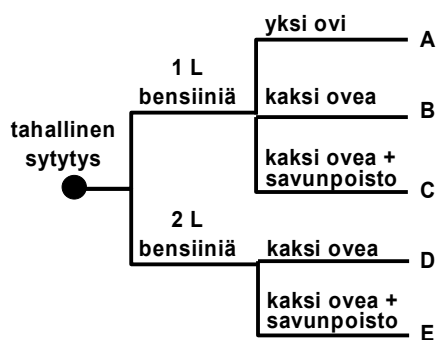 yksi ovi
A
1 L
bensiiniä
kaksi ovea
B
tahallinen
sytytys
kaksi ovea +
savunpoisto
C
2 L
bensiiniä
kaksi ovea
D
kaksi ovea +
savunpoisto
E